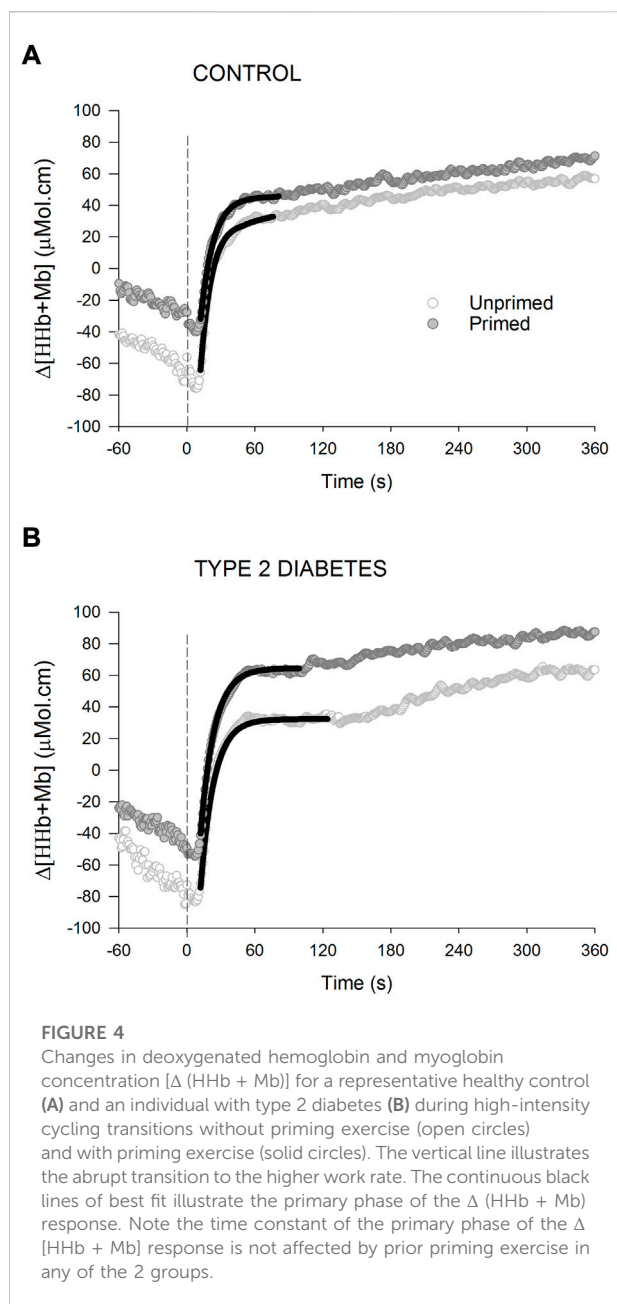 A
CONTROL
100
80
60
40
20
0
-20
-40
-60
-80
-100
Δ[HHb+Mb] (μMol.cm)
Unprimed
Primed
-60 0 60 120 180 240 300 360
Time (s)
B
TYPE 2 DIABETES
100
80
60
40
20
0
-20
-40
-60
-80
-100
Δ[HHb+Mb] (μMol.cm)
-60 0 60 120 180 240 300 360
Time (s)
FIGURE 4
Changes in deoxygenated hemoglobin and myoglobin
concentration [Δ (HHb + Mb)] for a representative healthy control
(A) and an individual with type 2 diabetes (B) during high-intensity
cycling transitions without priming exercise (open circles)
and with priming exercise (solid circles). The vertical line illustrates
the abrupt transition to the higher work rate. The continuous black
lines of best fit illustrate the primary phase of the Δ (HHb + Mb)
response. Note the time constant of the primary phase of the Δ
[HHb + Mb] response is not affected by prior priming exercise in
any of the 2 groups.